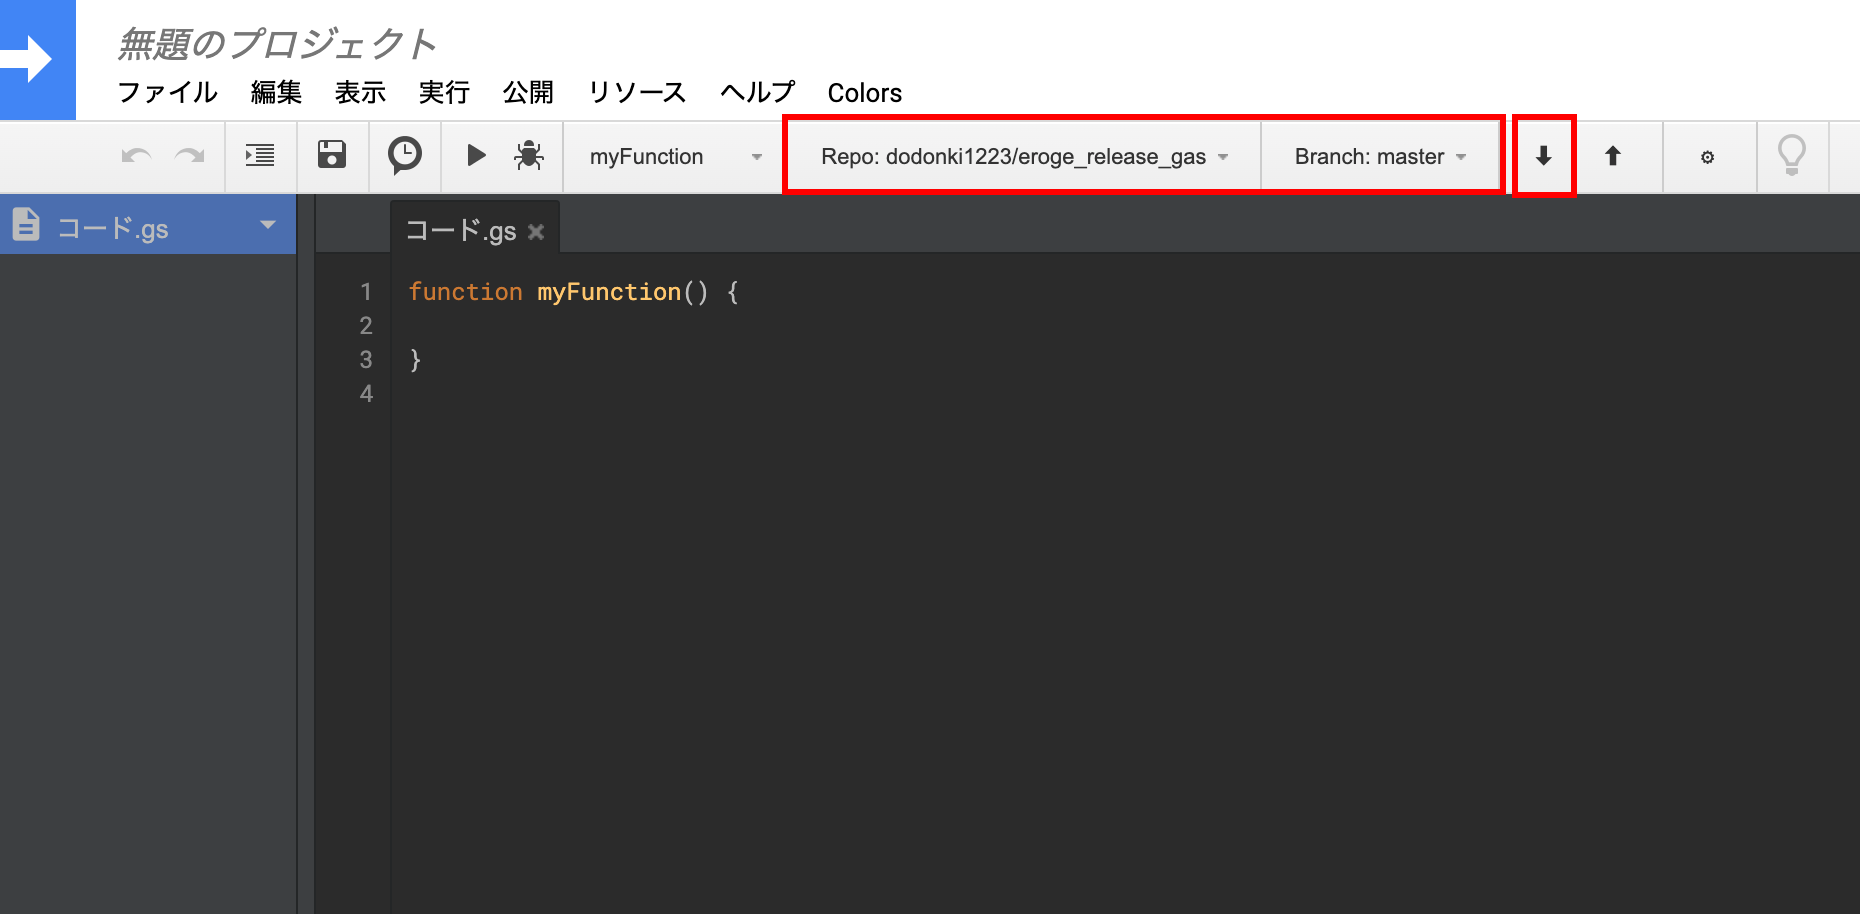 無題のプロジェクト
ファイル 編集 表示 実行 公開 リソース ヘルプ Colors
myFunction Repo: dodonki1223/eroge_release_gas Branch: master
コード.gs コード.gs
1 function myFunction() {
2
3 }
4